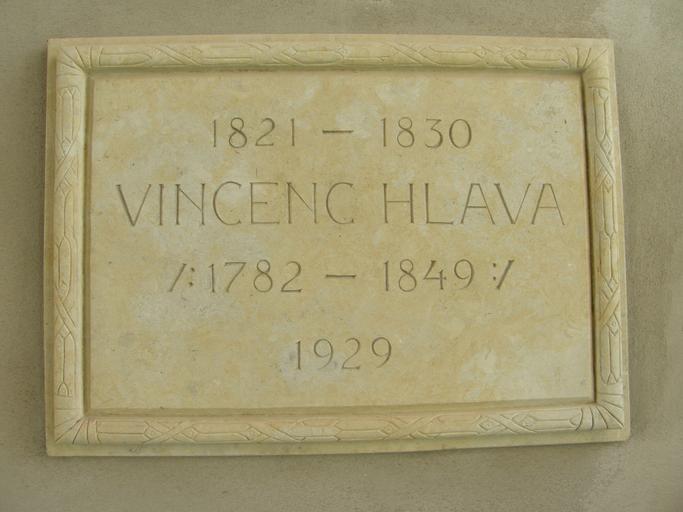 1821 – 1830
VINCENC HLAVA
/: 1782 – 1849 :/
1929